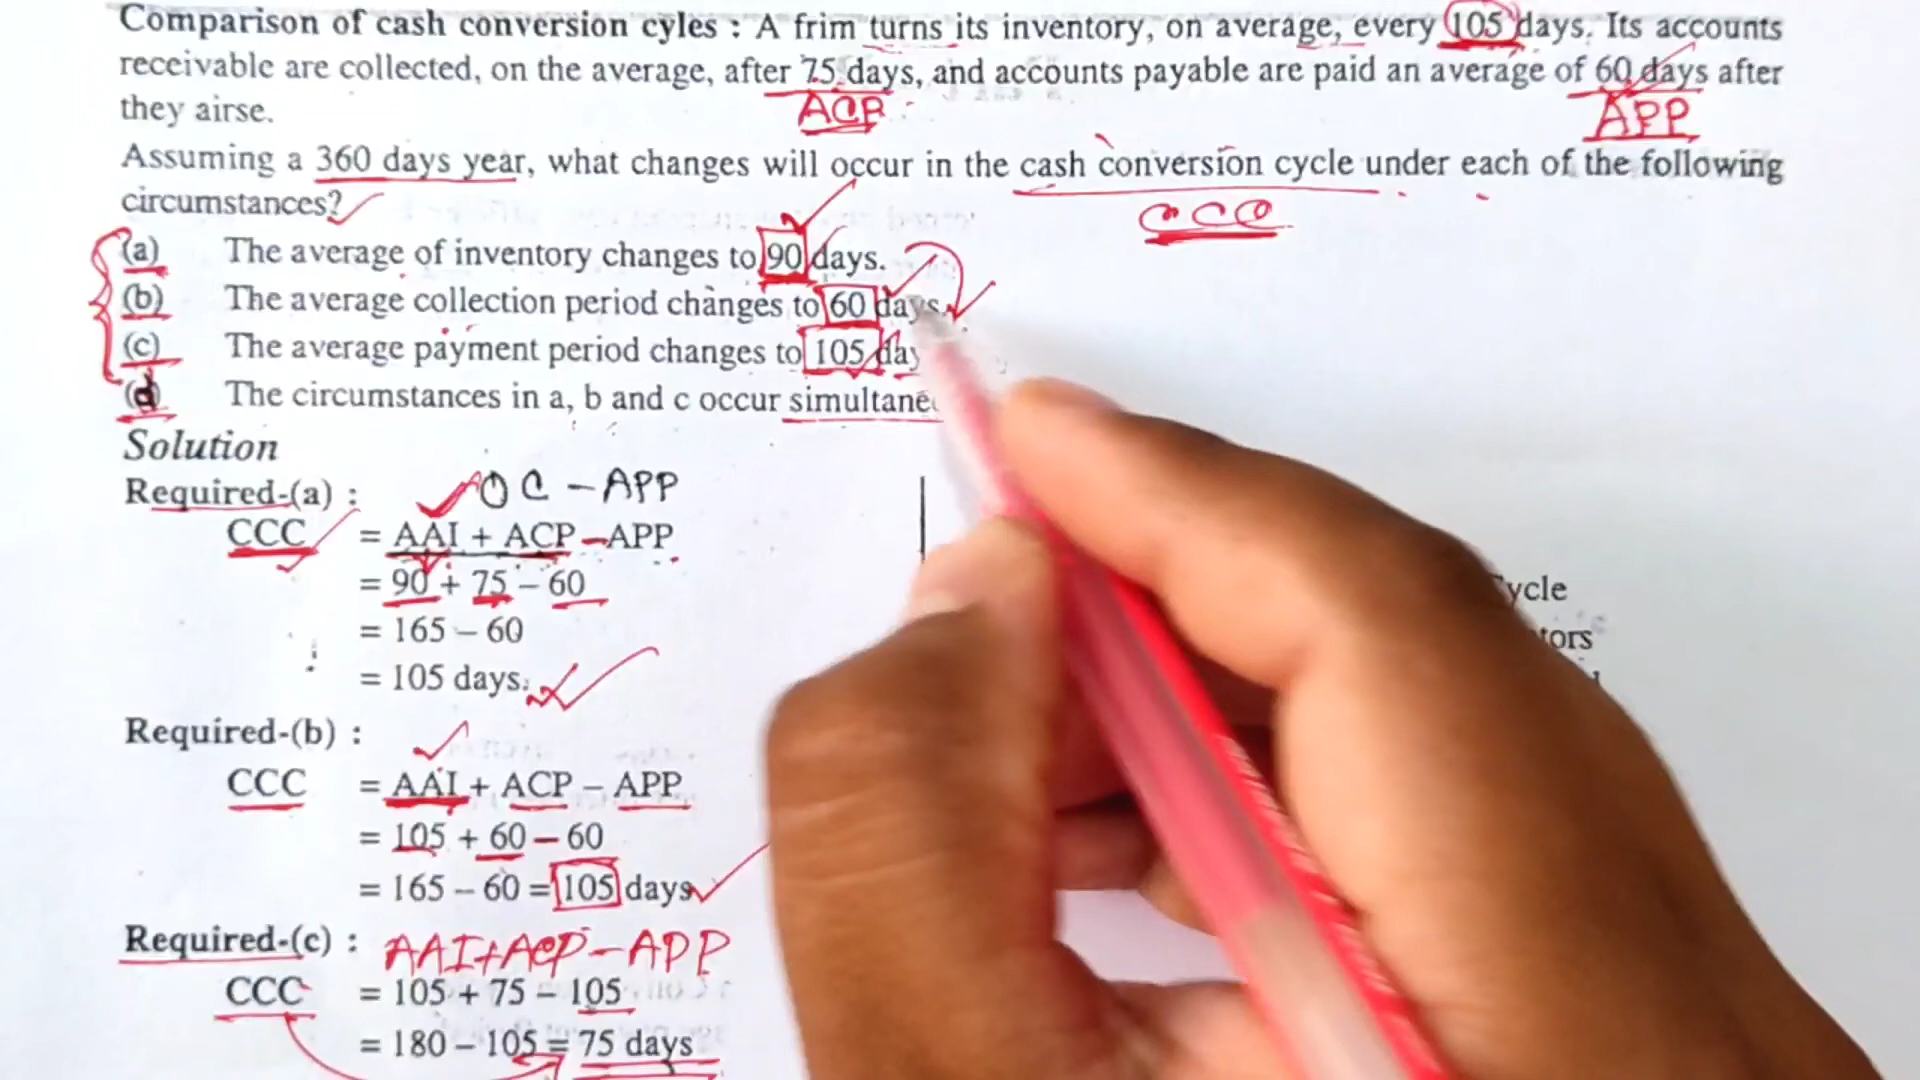 Comparison of cash conversion cyles : A frim turns its inventory, on average, every 105 days. Its accounts
receivable are collected, on the average, after 75 days, and accounts payable are paid an average of 60 days after
they airse.
ACP
APP
Assuming a 360 days year, what changes will occur in the cash conversion cycle under each of the following
circumstances?
CCC
(a) The average of inventory changes to 90 days.
(b) The average collection period changes to 60 days.
(c) The average payment period changes to 105 day
(d) The circumstances in a, b and c occur simultane
Solution
Required-(a) : OC - APP
CCC = AAI + ACP - APP
= 90 + 75 - 60
= 165 - 60
= 105 days.
Required-(b) :
CCC = AAI + ACP - APP
= 105 + 60 - 60
= 165 - 60 = 105 days
Required-(c) : AAI+ACP-APP
CCC = 105 + 75 - 105
= 180 - 105 = 75 days
ycle
tors